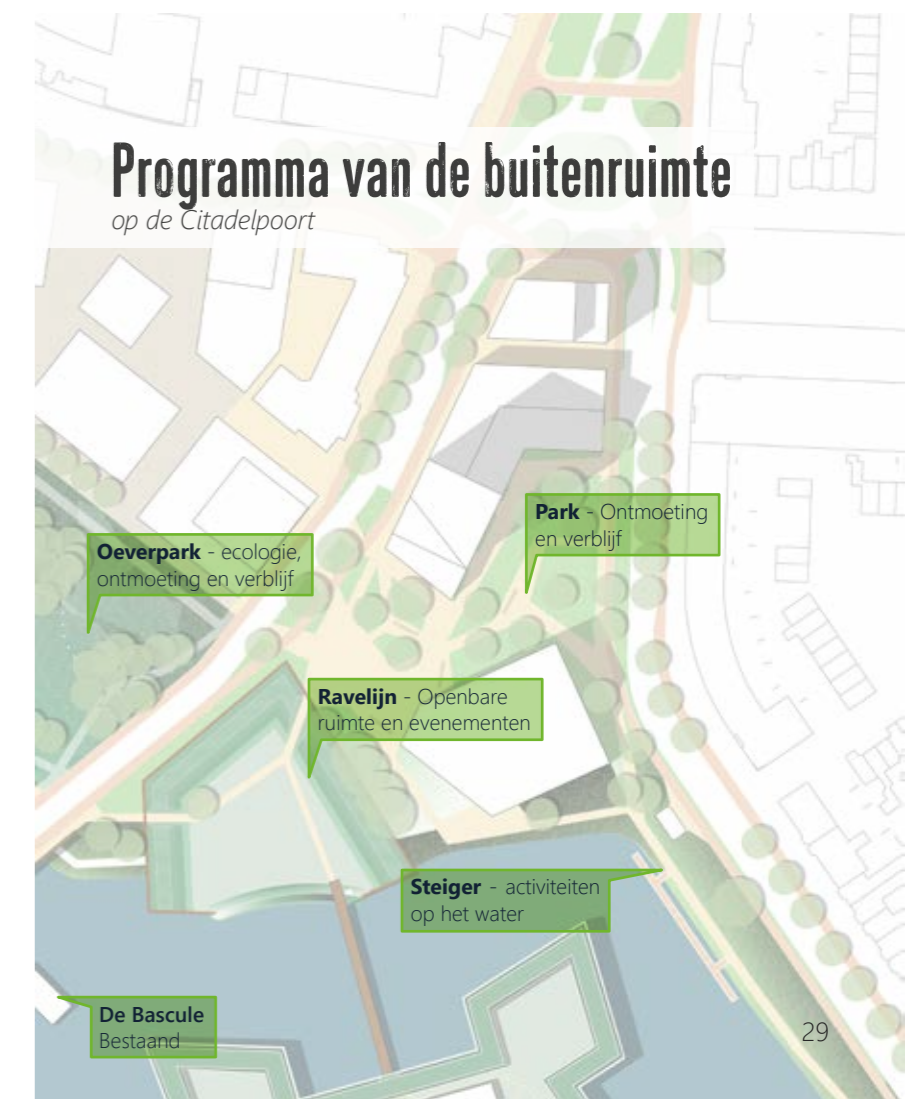 Programma van de buitenruimte
op de Citadelpoort
Park - Ontmoeting
en verblijf
Oeverpark - ecologie,
ontmoeting en verblijf
Ravelijn - Openbare
ruimte en evenementen
Steiger - activiteiten
op het water
De Bascule
Bestaand
29